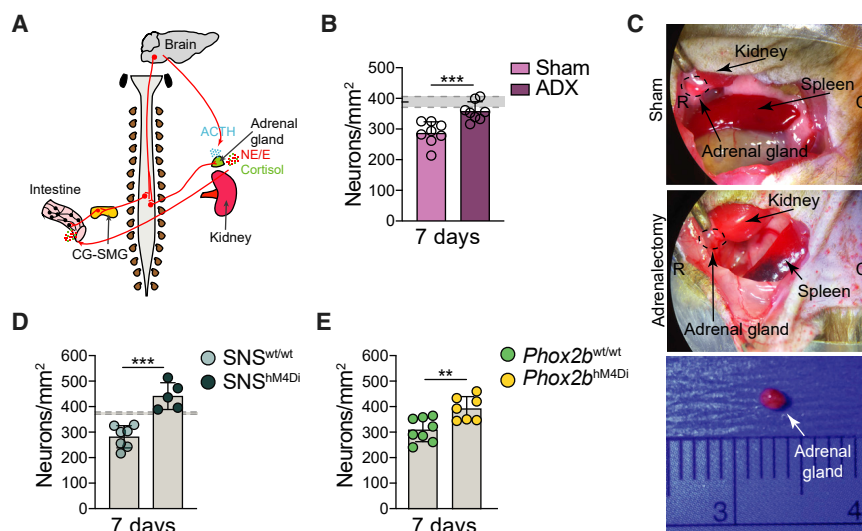 A
Brain
ACTH
Adrenal
gland
NE/E
Cortisol
Intestine
CG-SMG
Kidney
B
***
Sham
ADX
500
400
300
200
100
0
Neurons/mm²
7 days
C
Sham
Kidney
Spleen
R
Adrenal gland
Adrenalectomy
Kidney
R
Spleen
Adrenal gland
Adrenal
gland
3
4
D
***
SNSwt/wt
SNShM4Di
600
500
400
300
200
100
0
Neurons/mm²
7 days
E
**
Phox2bwt/wt
Phox2bhM4Di
600
500
400
300
200
100
0
Neurons/mm²
7 days